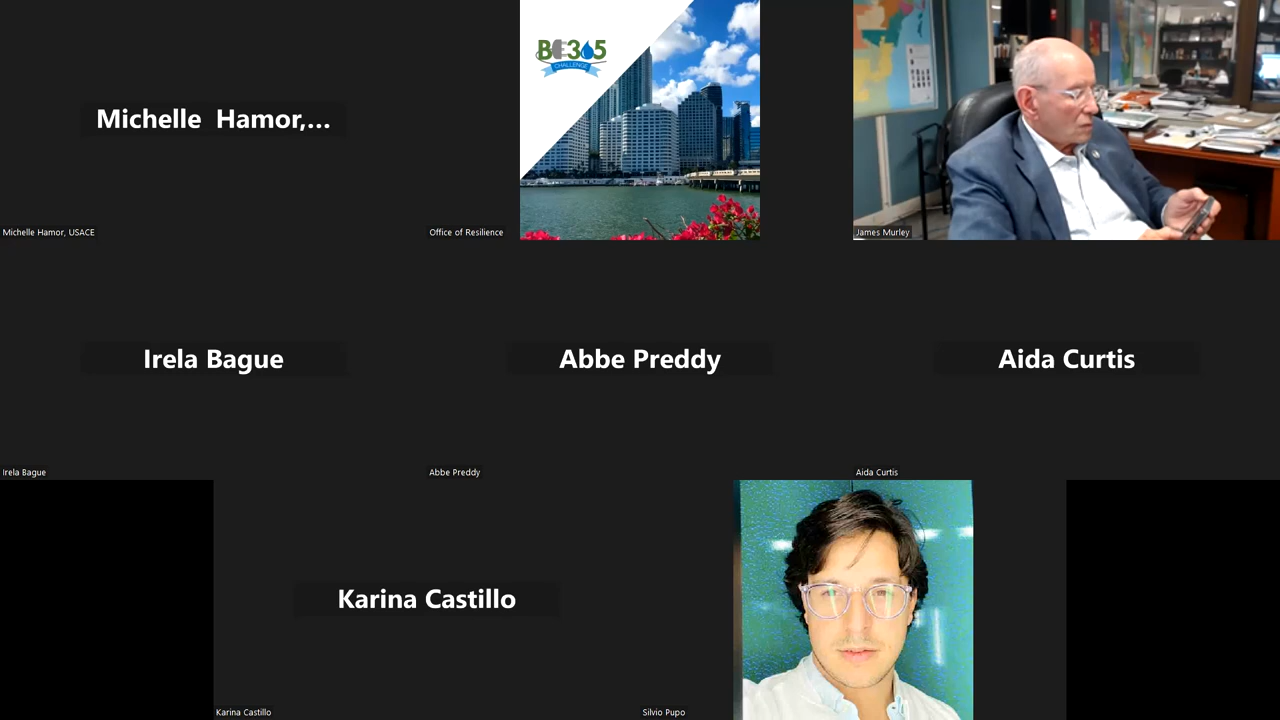 Michelle  Hamor,...
BE365
CHALLENGE
Michelle Hamor, USACE
Office of Resilience
James Murley
Irela Bague
Abbe Preddy
Aida Curtis
Irela Bague
Abbe Preddy
Aida Curtis
Karina Castillo
Karina Castillo
Silvio Pupo